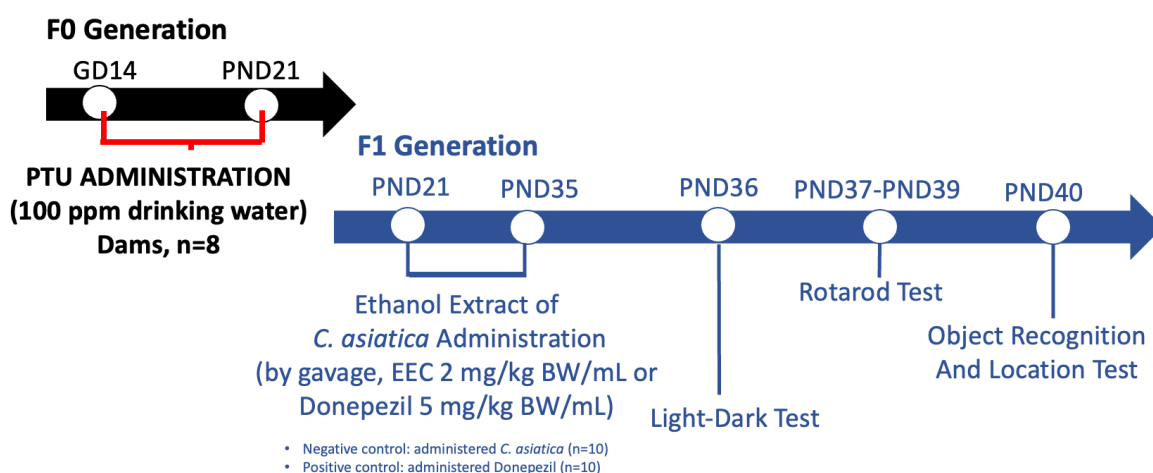 F0 Generation
GD14
PND21
PTU ADMINISTRATION
(100 ppm drinking water)
Dams, n=8
F1 Generation
PND21
PND35
PND36
PND37-PND39
PND40
Ethanol Extract of
C. asiatica Administration
(by gavage, EEC 2 mg/kg BW/mL or
Donepezil 5 mg/kg BW/mL)
Light-Dark Test
Rotarod Test
Object Recognition
And Location Test
• Negative control: administered C. asiatica (n=10)
• Positive control: administered Donepezil (n=10)